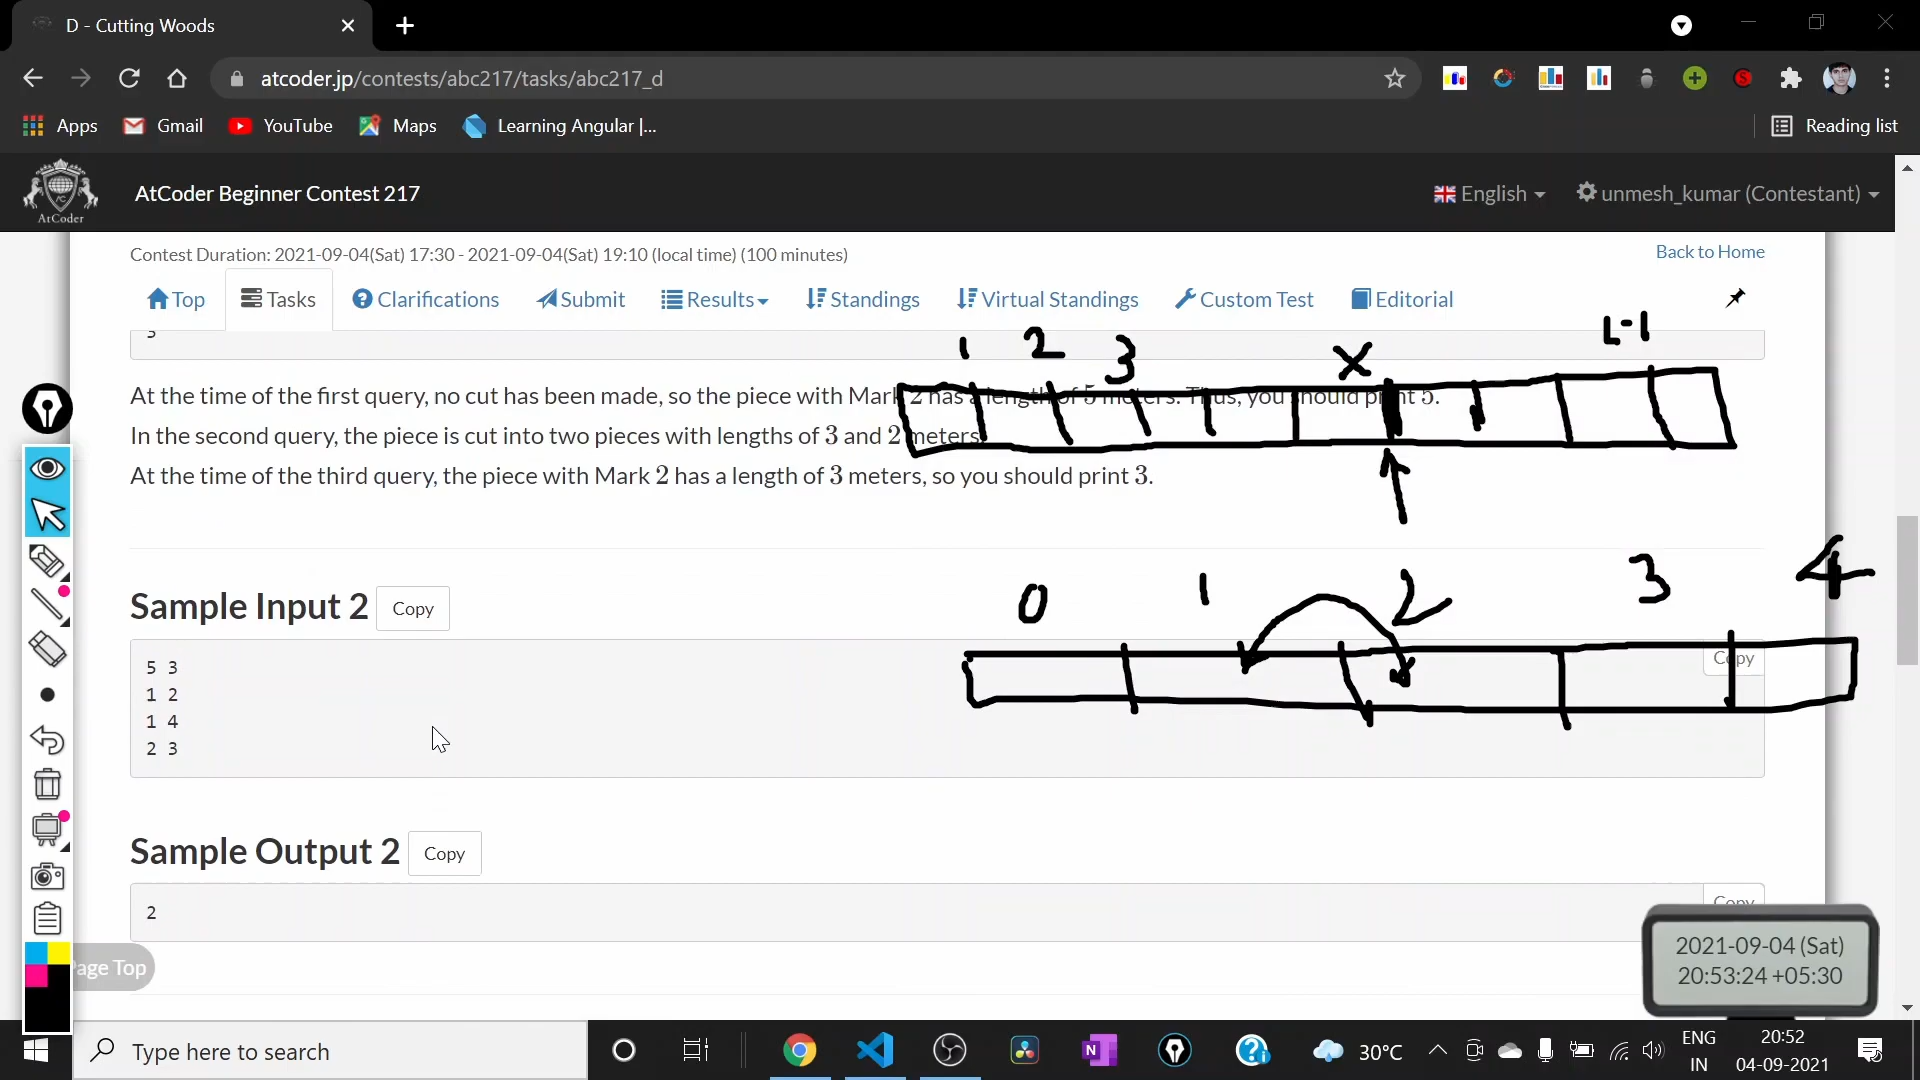 D - Cutting Woods
atcoder.jp/contests/abc217/tasks/abc217_d
Apps
Gmail
YouTube
Maps
Learning Angular |...
Reading list
AtCoder
AtCoder Beginner Contest 217
English
unmesh_kumar (Contestant)
Contest Duration: 2021-09-04(Sat) 17:30 - 2021-09-04(Sat) 19:10 (local time) (100 minutes)
Back to Home
Top
Tasks
Clarifications
Submit
Results
Standings
Virtual Standings
Custom Test
Editorial
1 2 3 X L-1
At the time of the first query, no cut has been made, so the piece with Mark 2 has a length of 5 meters. Thus, you should print 5.
In the second query, the piece is cut into two pieces with lengths of 3 and 2 meters.
At the time of the third query, the piece with Mark 2 has a length of 3 meters, so you should print 3.
0 1 2 3 4
Sample Input 2
Copy
Copy
5 3
1 2
1 4
2 3
Sample Output 2
Copy
Copy
2
2021-09-04 (Sat)
20:53:24 +05:30
Page Top
Type here to search
30°C
ENG
IN
20:52
04-09-2021